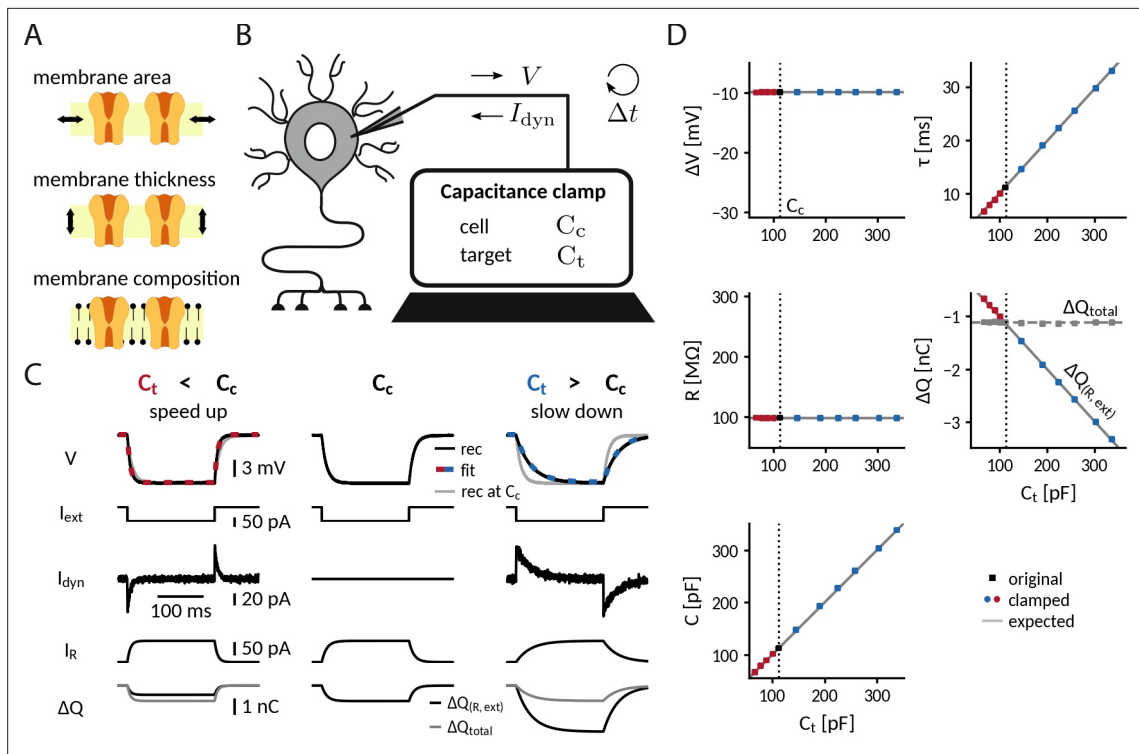 A
membrane area
membrane thickness
membrane composition
B
V
I_dyn
Δt
Capacitance clamp
cell C_c
target C_t
C
C_t < C_c
speed up
C_c
C_t > C_c
slow down
V
3 mV
rec
fit
rec at C_c
I_ext
50 pA
I_dyn
100 ms
20 pA
I_R
50 pA
ΔQ
1 nC
ΔQ_(R, ext)
ΔQ_total
D
ΔV [mV]
−10
−20
−30
C_c
100 200 300
τ [ms]
30
20
10
100 200 300
R [MΩ]
300
200
100
100 200 300
ΔQ [nC]
−1
−2
−3
ΔQ_total
ΔQ_(R, ext)
100 200 300
C_t [pF]
C [pF]
300
200
100
100 200 300
C_t [pF]
original
clamped
expected